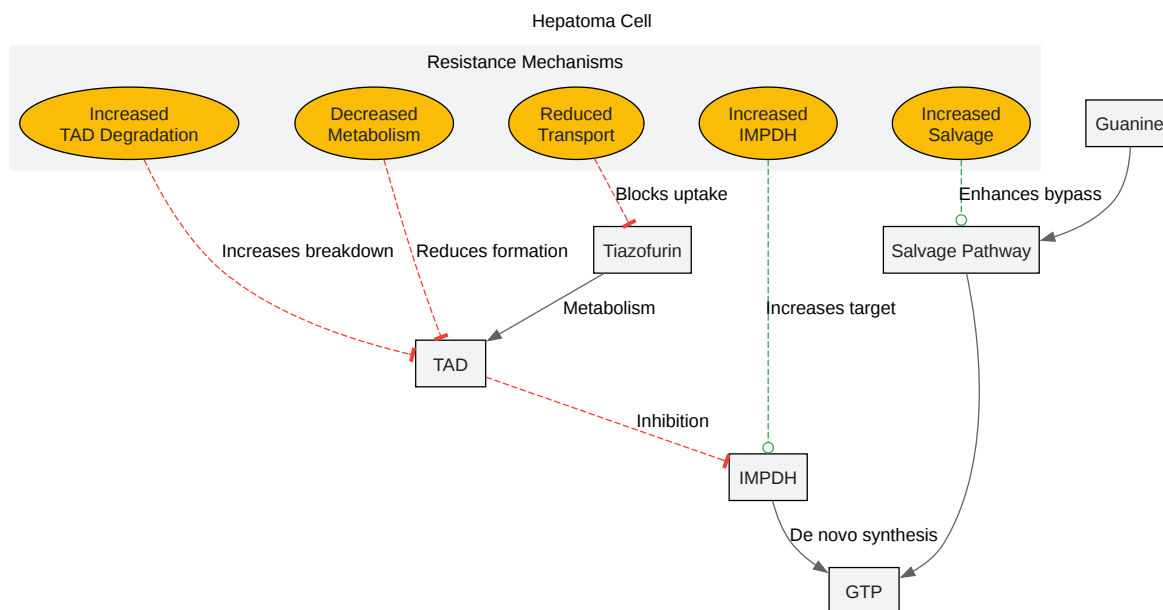 Hepatoma Cell
Resistance Mechanisms
Increased
TAD Degradation
Decreased
Metabolism
Reduced
Transport
Increased
IMPDH
Increased
Salvage
Guanine
Blocks uptake
Enhances bypass
Increases breakdown
Reduces formation
Tiazofurin
Salvage Pathway
Metabolism
Increases target
TAD
Inhibition
IMPDH
De novo synthesis
GTP